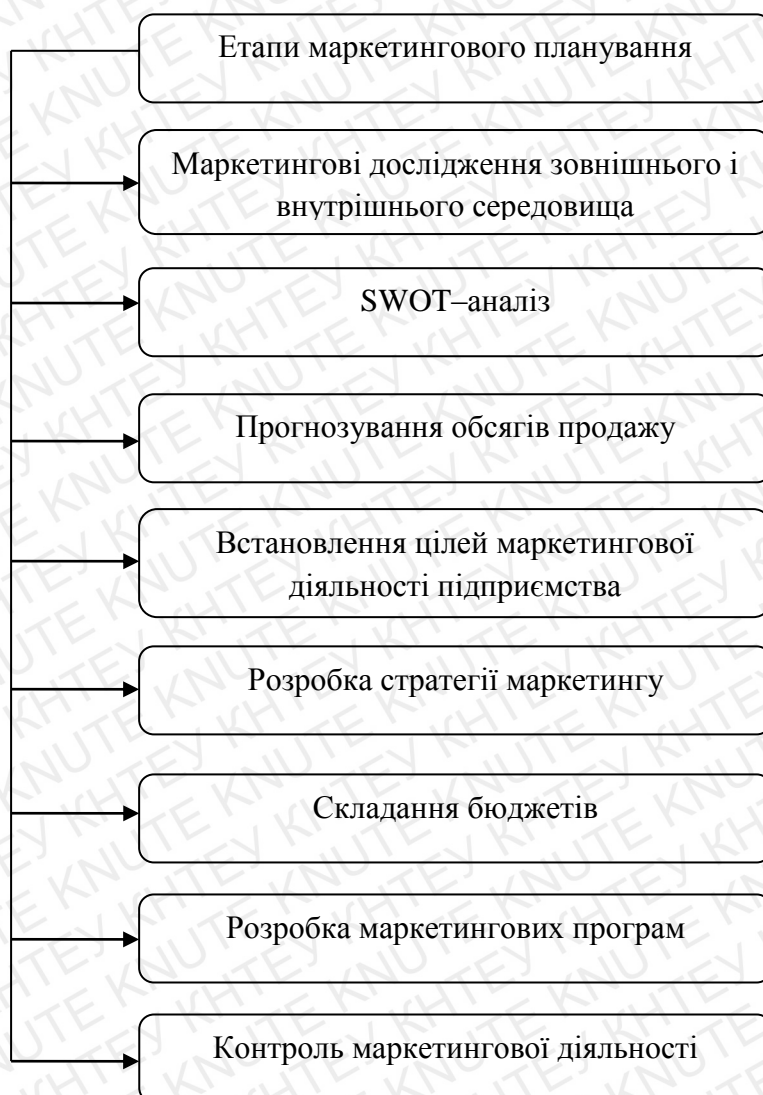 Етапи маркетингового планування
Маркетингові дослідження зовнішнього і
внутрішнього середовища
SWOT–аналіз
Прогнозування обсягів продажу
Встановлення цілей маркетингової
діяльності підприємства
Розробка стратегії маркетингу
Складання бюджетів
Розробка маркетингових програм
Контроль маркетингової діяльності